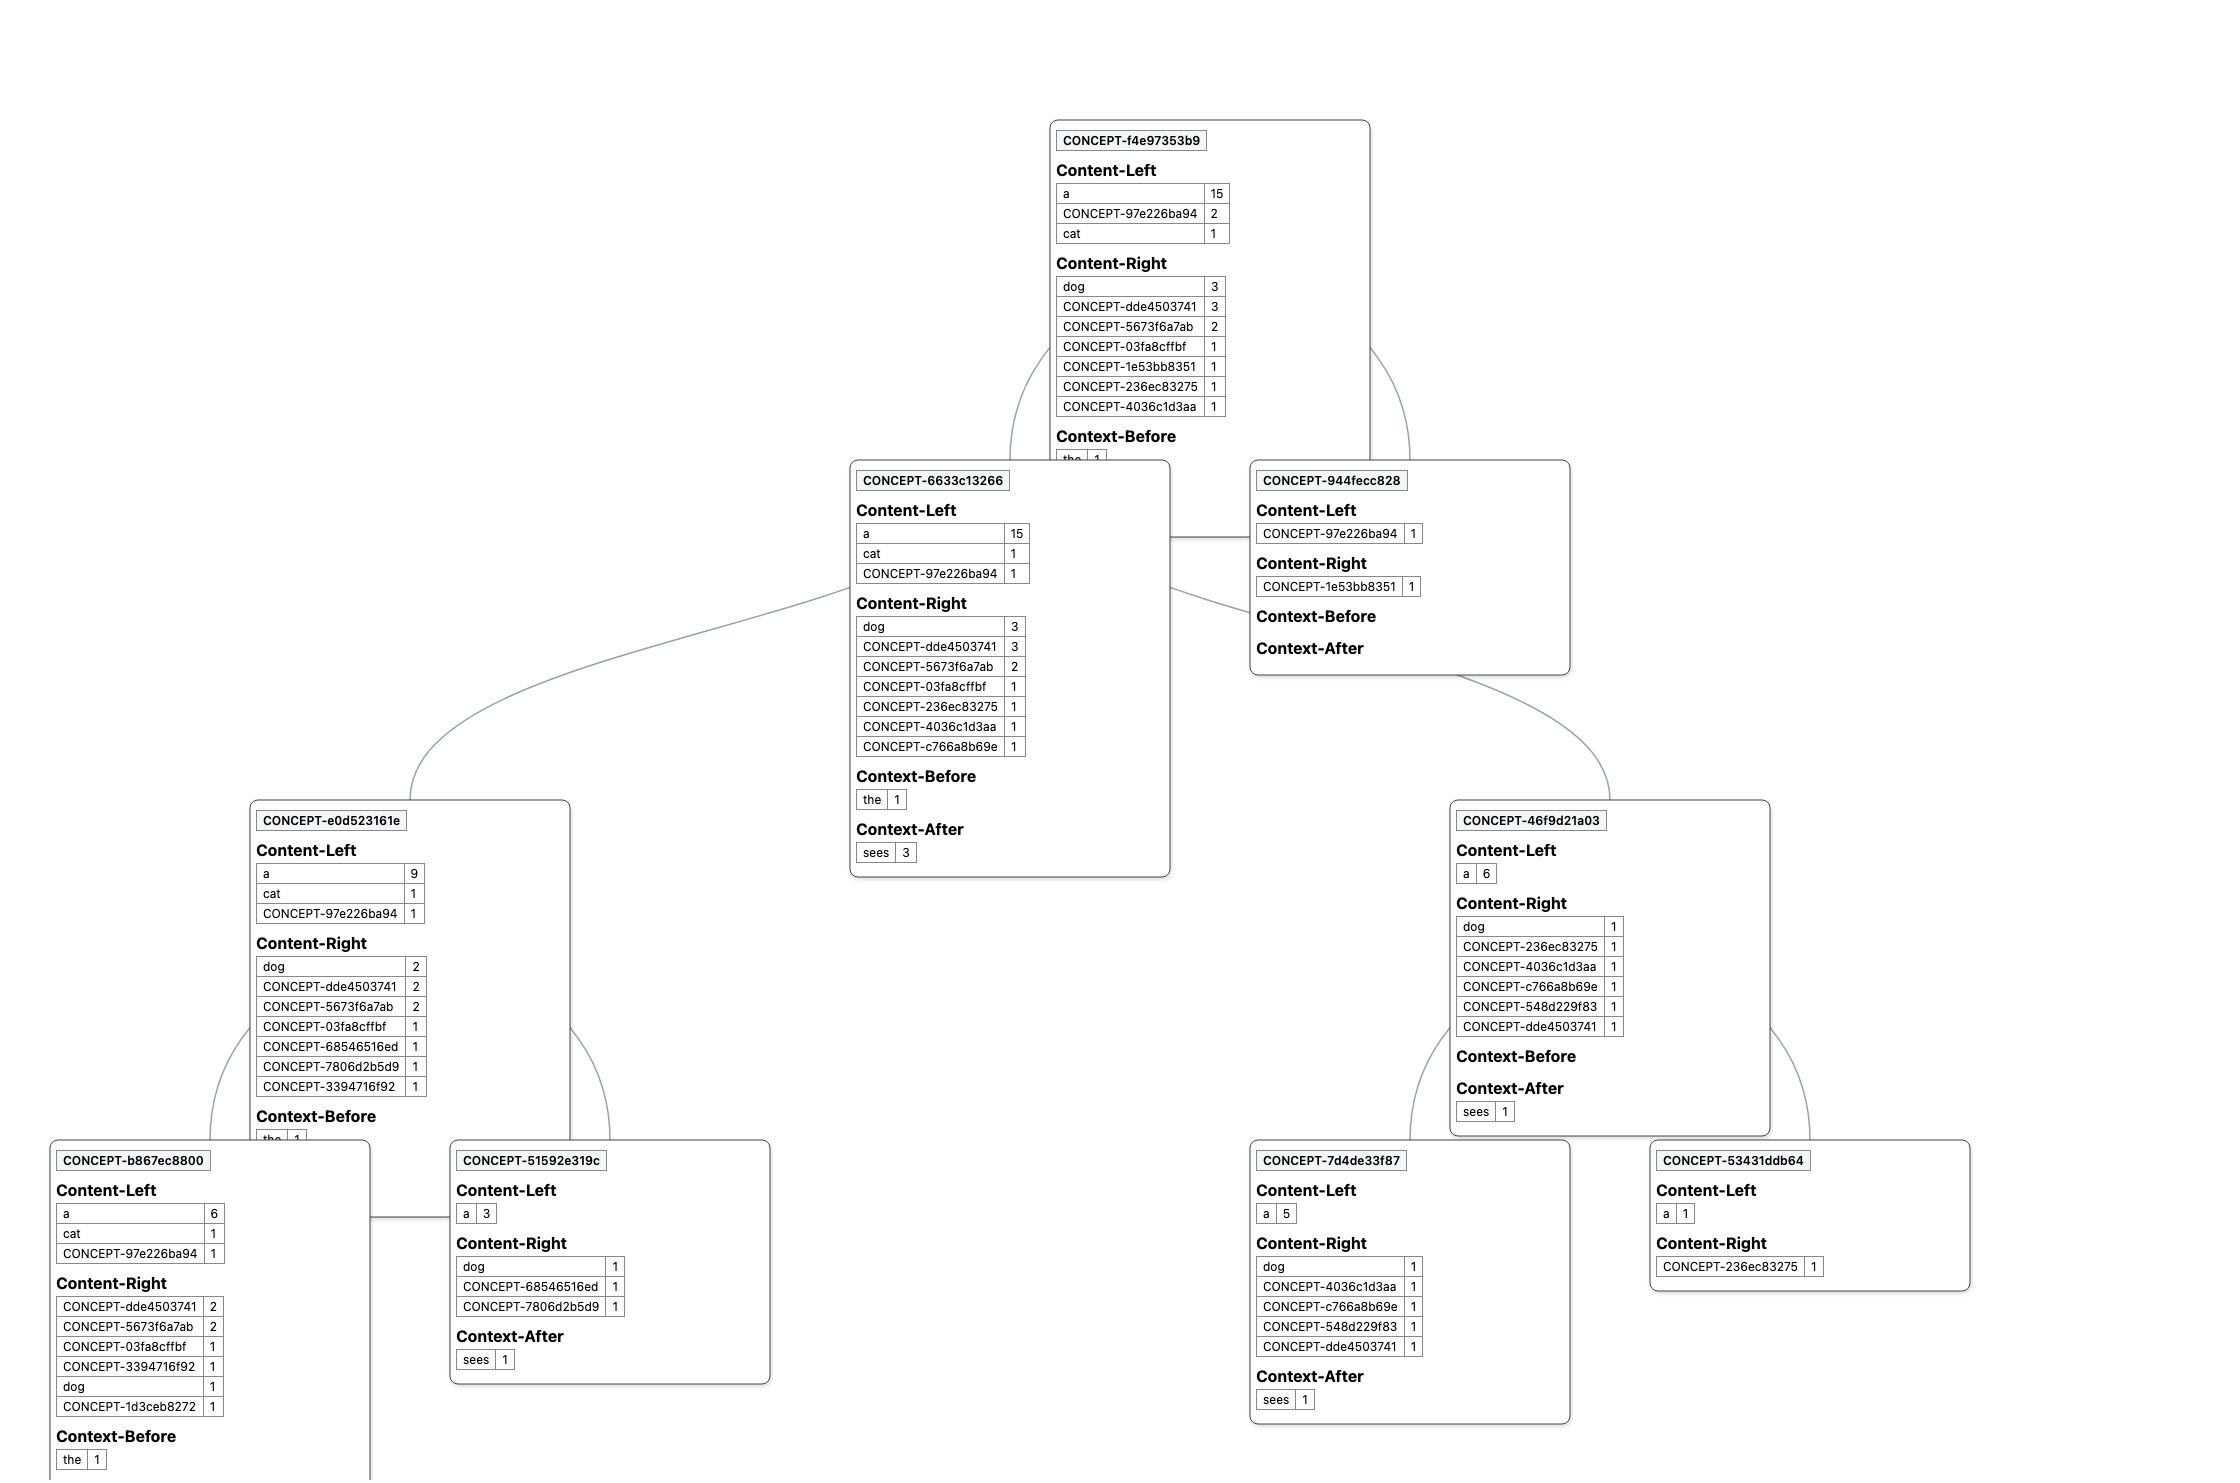 CONCEPT-f4e97353b9
Content-Left
a 15
CONCEPT-97e226ba94 2
cat 1
Content-Right
dog 3
CONCEPT-dde4503741 3
CONCEPT-5673f6a7ab 2
CONCEPT-03fa8cffbf 1
CONCEPT-1e53bb8351 1
CONCEPT-236ec83275 1
CONCEPT-4036c1d3aa 1
Context-Before
the 1
CONCEPT-6633c13266
Content-Left
a 15
cat 1
CONCEPT-97e226ba94 1
Content-Right
dog 3
CONCEPT-dde4503741 3
CONCEPT-5673f6a7ab 2
CONCEPT-03fa8cffbf 1
CONCEPT-236ec83275 1
CONCEPT-4036c1d3aa 1
CONCEPT-c766a8b69e 1
Context-Before
the 1
Context-After
sees 3
CONCEPT-944fecc828
Content-Left
CONCEPT-97e226ba94 1
Content-Right
CONCEPT-1e53bb8351 1
Context-Before
Context-After
CONCEPT-e0d523161e
Content-Left
a 9
cat 1
CONCEPT-97e226ba94 1
Content-Right
dog 2
CONCEPT-dde4503741 2
CONCEPT-5673f6a7ab 2
CONCEPT-03fa8cffbf 1
CONCEPT-68546516ed 1
CONCEPT-7806d2b5d9 1
CONCEPT-3394716f92 1
Context-Before
the 1
CONCEPT-46f9d21a03
Content-Left
a 6
Content-Right
dog 1
CONCEPT-236ec83275 1
CONCEPT-4036c1d3aa 1
CONCEPT-c766a8b69e 1
CONCEPT-548d229f83 1
CONCEPT-dde4503741 1
Context-Before
Context-After
sees 1
CONCEPT-b867ec8800
Content-Left
a 6
cat 1
CONCEPT-97e226ba94 1
Content-Right
CONCEPT-dde4503741 2
CONCEPT-5673f6a7ab 2
CONCEPT-03fa8cffbf 1
CONCEPT-3394716f92 1
dog 1
CONCEPT-1d3ceb8272 1
Context-Before
the 1
CONCEPT-51592e319c
Content-Left
a 3
Content-Right
dog 1
CONCEPT-68546516ed 1
CONCEPT-7806d2b5d9 1
Context-After
sees 1
CONCEPT-7d4de33f87
Content-Left
a 5
Content-Right
dog 1
CONCEPT-4036c1d3aa 1
CONCEPT-c766a8b69e 1
CONCEPT-548d229f83 1
CONCEPT-dde4503741 1
Context-After
sees 1
CONCEPT-53431ddb64
Content-Left
a 1
Content-Right
CONCEPT-236ec83275 1